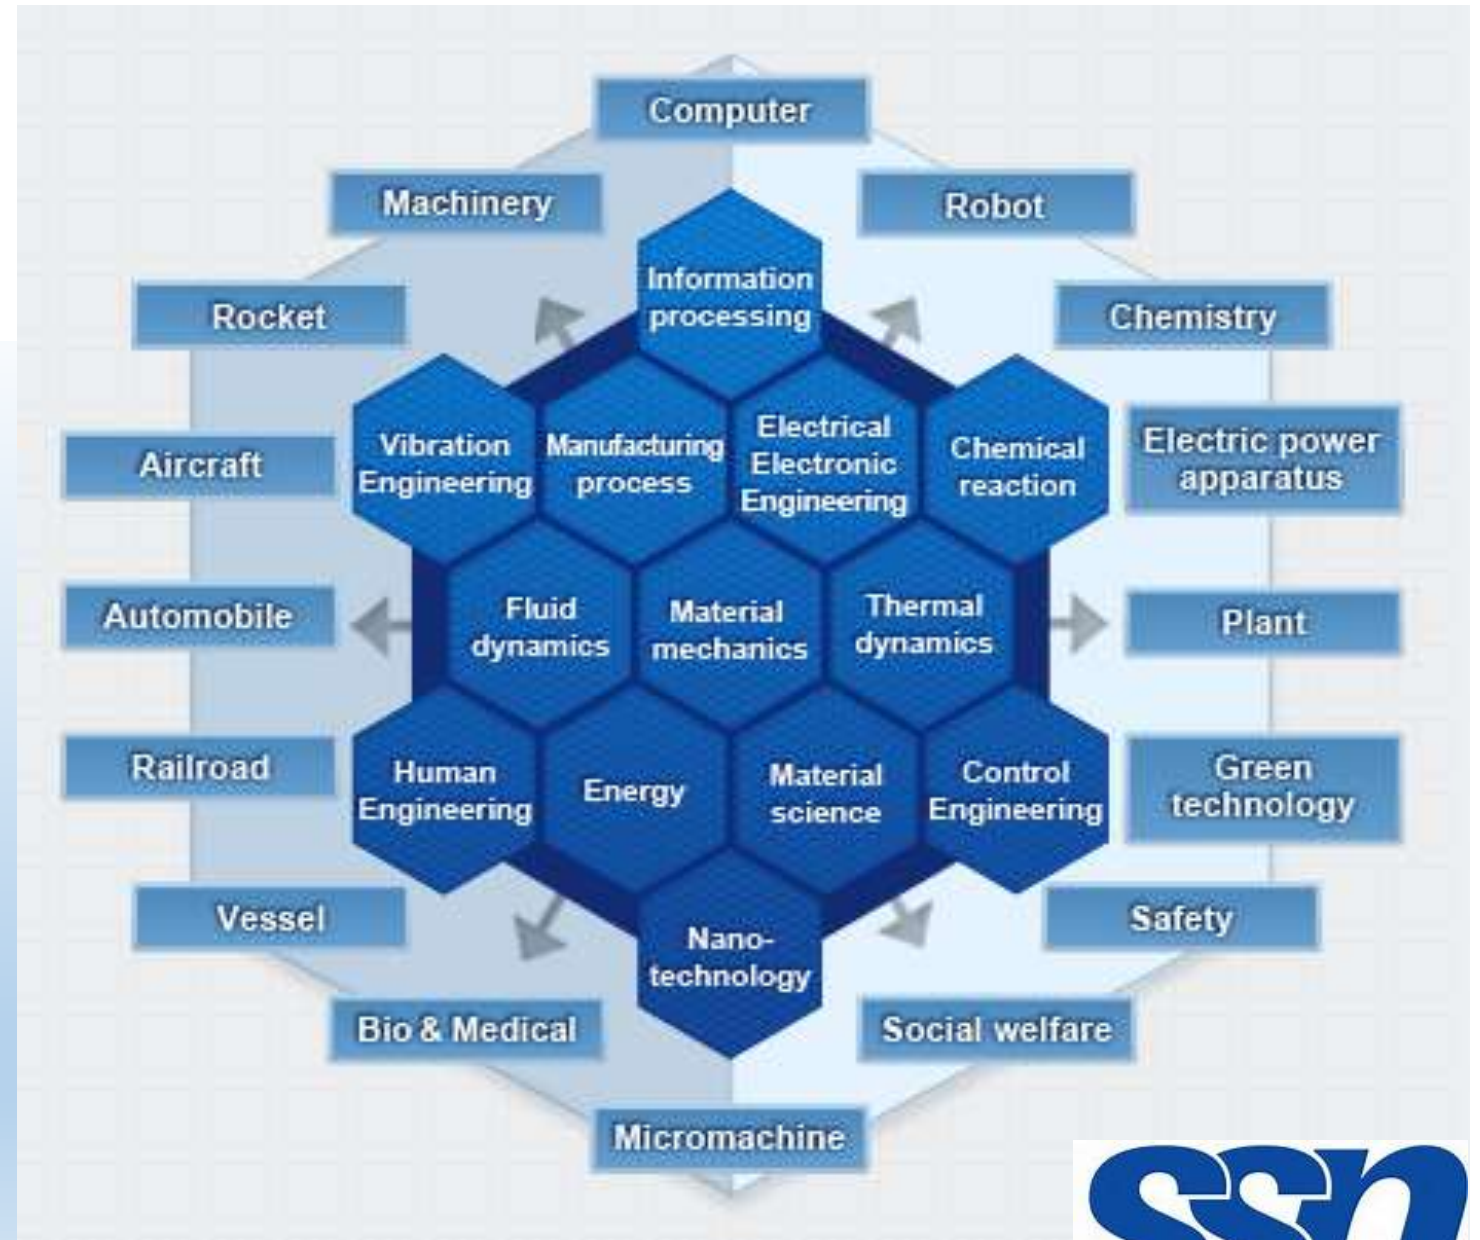 Computer
Machinery
Robot
Information
processing
Rocket
Chemistry
Vibration
Engineering
Manufacturing
process
Electrical
Electronic
Engineering
Chemical
reaction
Aircraft
Electric power
apparatus
Fluid
dynamics
Material
mechanics
Thermal
dynamics
Automobile
Plant
Human
Engineering
Energy
Material
science
Control
Engineering
Railroad
Green
technology
Vessel
Safety
Nano-
technology
Bio & Medical
Social welfare
Micromachine
ssn